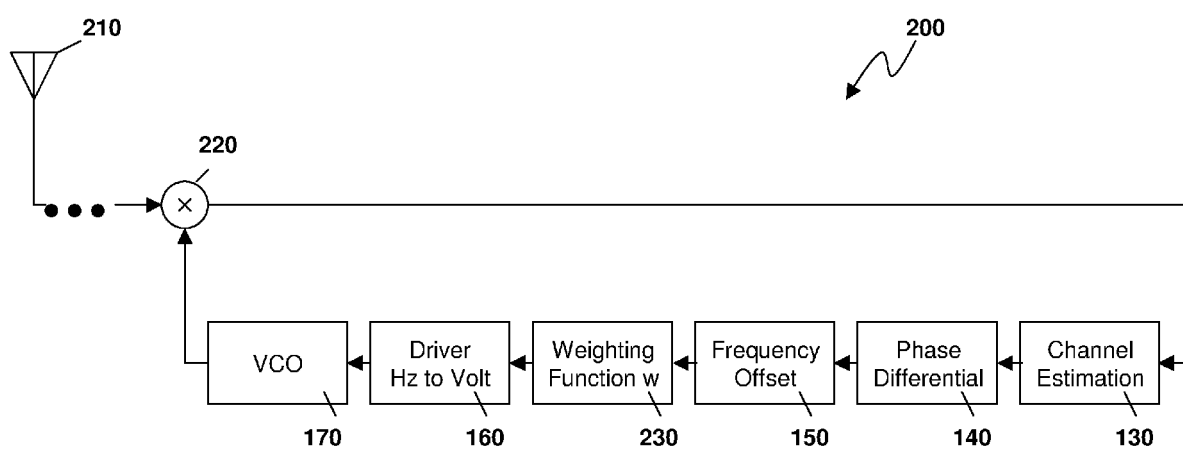 210
200
220
×
VCO
Driver
Hz to Volt
Weighting
Function w
Frequency
Offset
Phase
Differential
Channel
Estimation
170
160
230
150
140
130